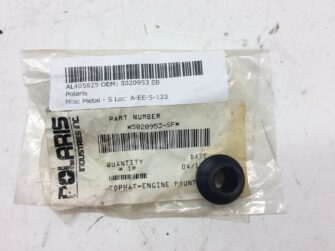 AL405825 OEM: 5020953 EB
Polaris
Misc Metal - S Loc: A-EE-S-123
POLARIS
INDUSTRIES INC
PART NUMBER
*5020953-SP*
QUANTITY
* 1*
DATE
TOPHAT-ENGINE MOUNT